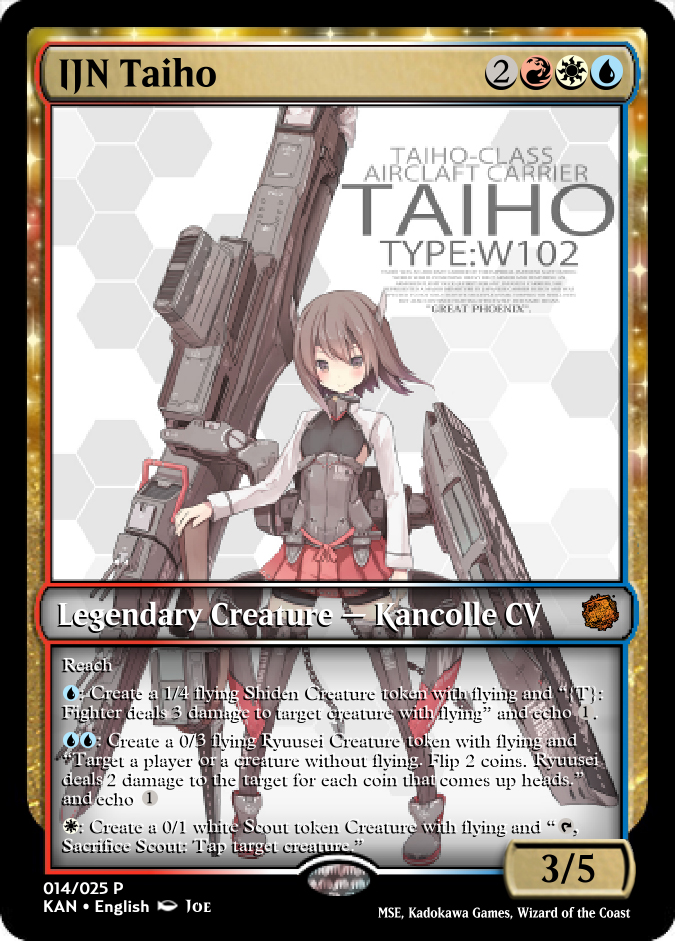 IJN Taiho
2
TAIHO-CLASS
AIRCLAFT CARRIER
TAIHO
TYPE:W102
"GREAT PHOENIX".
Legendary Creature — Kancolle CV
Reach
: Create a 1/4 flying Shiden Creature token with flying and “{T}:
Fighter deals 3 damage to target creature with flying” and echo 1.
: Create a 0/3 flying Ryuusei Creature token with flying and
“Target a player or a creature without flying. Flip 2 coins. Ryuusei
deals 2 damage to the target for each coin that comes up heads.”
and echo 1
: Create a 0/1 white Scout token Creature with flying and “ ,
Sacrifice Scout: Tap target creature.”
3/5
014/025 P
KAN • English JOE
MSE, Kadokawa Games, Wizard of the Coast